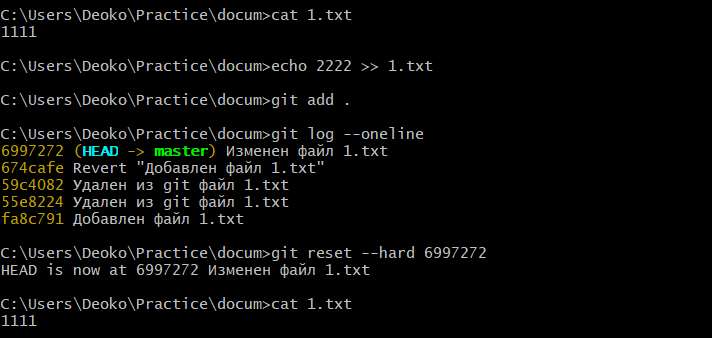 C:\Users\Deoko\Practice\docum>cat 1.txt
1111
C:\Users\Deoko\Practice\docum>echo 2222 >> 1.txt
C:\Users\Deoko\Practice\docum>git add .
C:\Users\Deoko\Practice\docum>git log --oneline
6997272 (HEAD -> master) Изменен файл 1.txt
674cafe Revert "Добавлен файл 1.txt"
59c4082 Удален из git файл 1.txt
55e8224 Удален из git файл 1.txt
fa8c791 Добавлен файл 1.txt
C:\Users\Deoko\Practice\docum>git reset --hard 6997272
HEAD is now at 6997272 Изменен файл 1.txt
C:\Users\Deoko\Practice\docum>cat 1.txt
1111